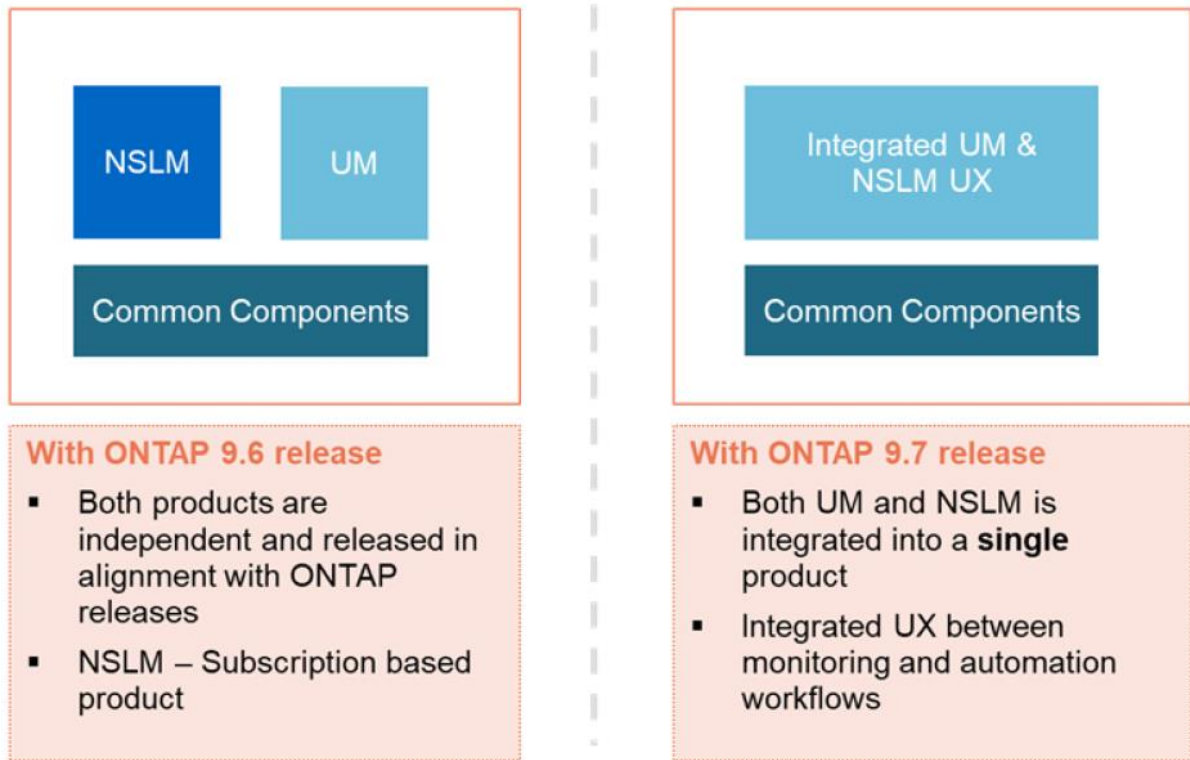 NSLM
UM
Common Components
With ONTAP 9.6 release
▪ Both products are
independent and released in
alignment with ONTAP
releases
▪ NSLM – Subscription based
product
Integrated UM &
NSLM UX
Common Components
With ONTAP 9.7 release
▪ Both UM and NSLM is
integrated into a single
product
▪ Integrated UX between
monitoring and automation
workflows